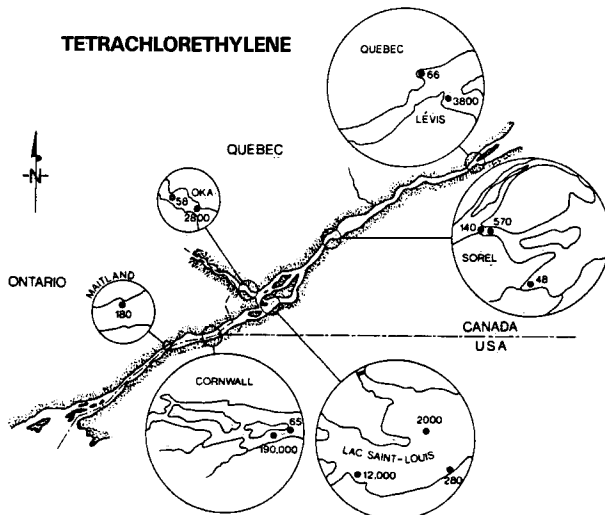 TETRACHLORETHYLENE
QUEBEC
66
3800
LÉVIS
N
QUEBEC
OKA
58
2800
140
570
SOREL
48
ONTARIO
MAITLAND
180
CANADA
USA
CORNWALL
65
190,000
2000
LAC SAINT-LOUIS
12,000
280